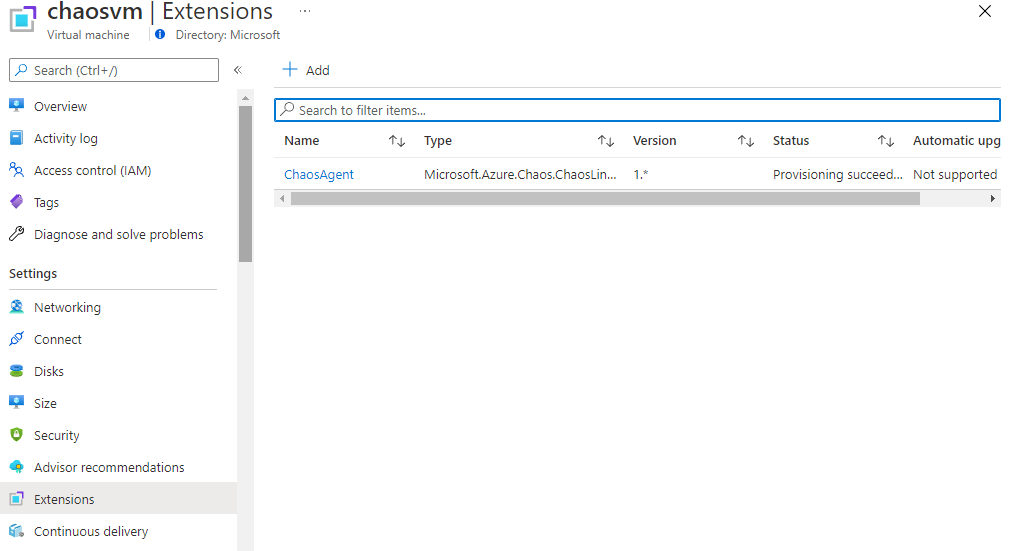 chaosvm | Extensions ...
Virtual machine
Directory: Microsoft
Search (Ctrl+/)
«
Overview
Activity log
Access control (IAM)
Tags
Diagnose and solve problems
Settings
Networking
Connect
Disks
Size
Security
Advisor recommendations
Extensions
Continuous delivery
Add
Search to filter items...
Name Type Version Status Automatic upg
ChaosAgent Microsoft.Azure.Chaos.ChaosLin... 1.* Provisioning succeed... Not supported